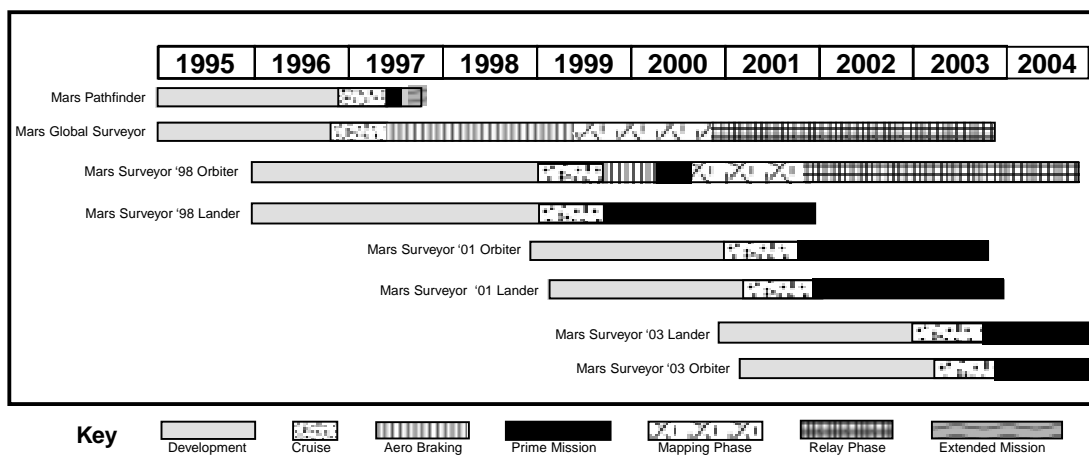 1995 1996 1997 1998 1999 2000 2001 2002 2003 2004
Mars Pathfinder
Mars Global Surveyor
Mars Surveyor ‘98 Orbiter
Mars Surveyor ‘98 Lander
Mars Surveyor ‘01 Orbiter
Mars Surveyor ‘01 Lander
Mars Surveyor ‘03 Lander
Mars Surveyor ‘03 Orbiter
Key
Development Cruise Aero Braking Prime Mission Mapping Phase Relay Phase Extended Mission